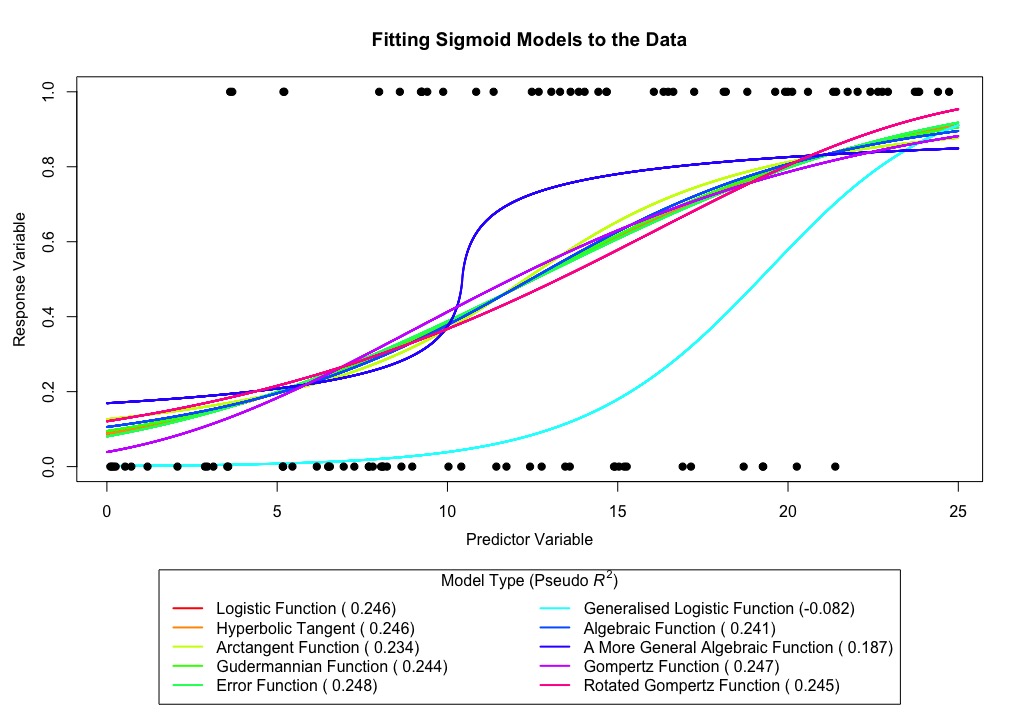 Fitting Sigmoid Models to the Data
Response Variable
1.0
0.8
0.6
0.4
0.2
0.0
0 5 10 15 20 25
Predictor Variable
Model Type (Pseudo R²)
Logistic Function ( 0.246)
Hyperbolic Tangent ( 0.246)
Arctangent Function ( 0.234)
Gudermannian Function ( 0.244)
Error Function ( 0.248)
Generalised Logistic Function (-0.082)
Algebraic Function ( 0.241)
A More General Algebraic Function ( 0.187)
Gompertz Function ( 0.247)
Rotated Gompertz Function ( 0.245)